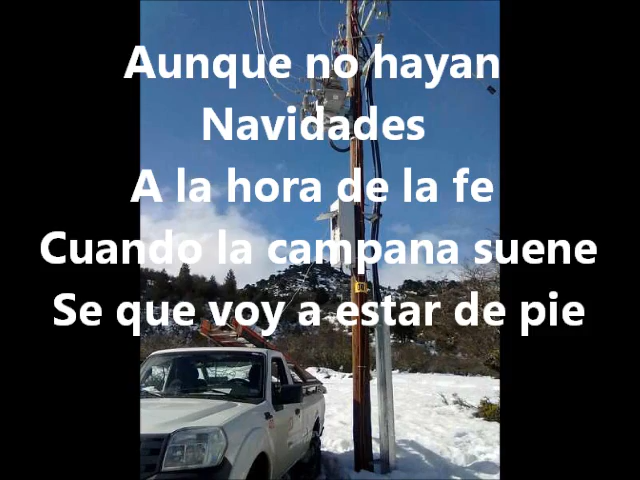 Aunque no hayan
Navidades
A la hora de la fe
Cuando la campana suene
Se que voy a estar de pie